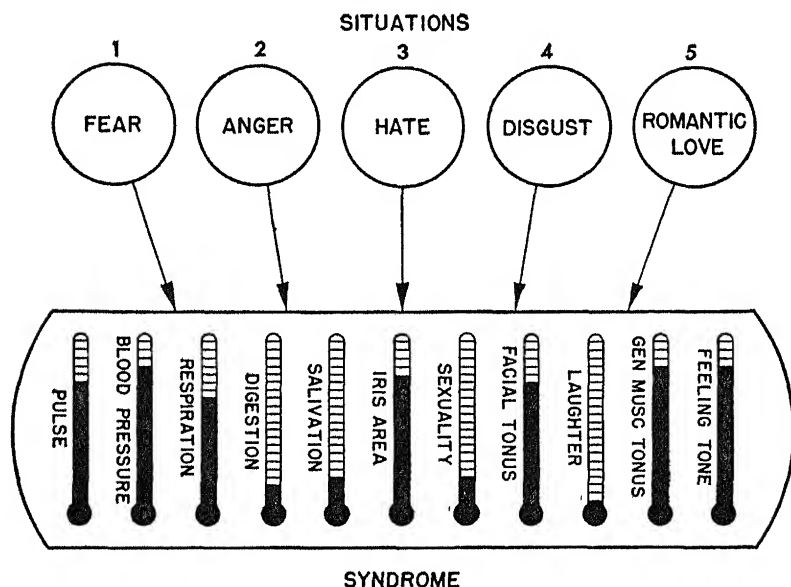 SITUATIONS
1 2 3 4 5
FEAR
ANGER
HATE
DISGUST
ROMANTIC
LOVE
PULSE
BLOOD PRESSURE
RESPIRATION
DIGESTION
SALIVATION
IRIS AREA
SEXUALITY
FACIAL TONUS
LAUGHTER
GEN MUSC TONUS
FEELING TONE
SYNDROME